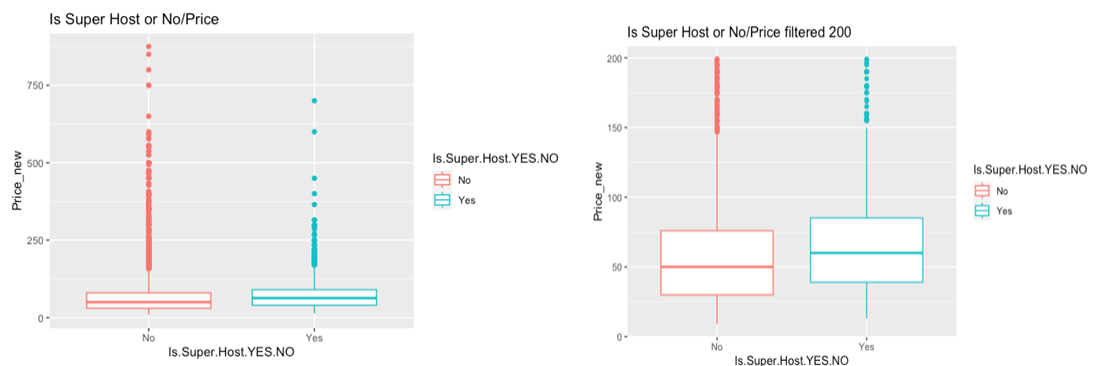 Is Super Host or No/Price
Price_new
750
500
250
0
No
Yes
Is.Super.Host.YES.NO
Is.Super.Host.YES.NO
No
Yes
Is Super Host or No/Price filtered 200
Price_new
200
150
100
50
0
No
Yes
Is.Super.Host.YES.NO
Is.Super.Host.YES.NO
No
Yes